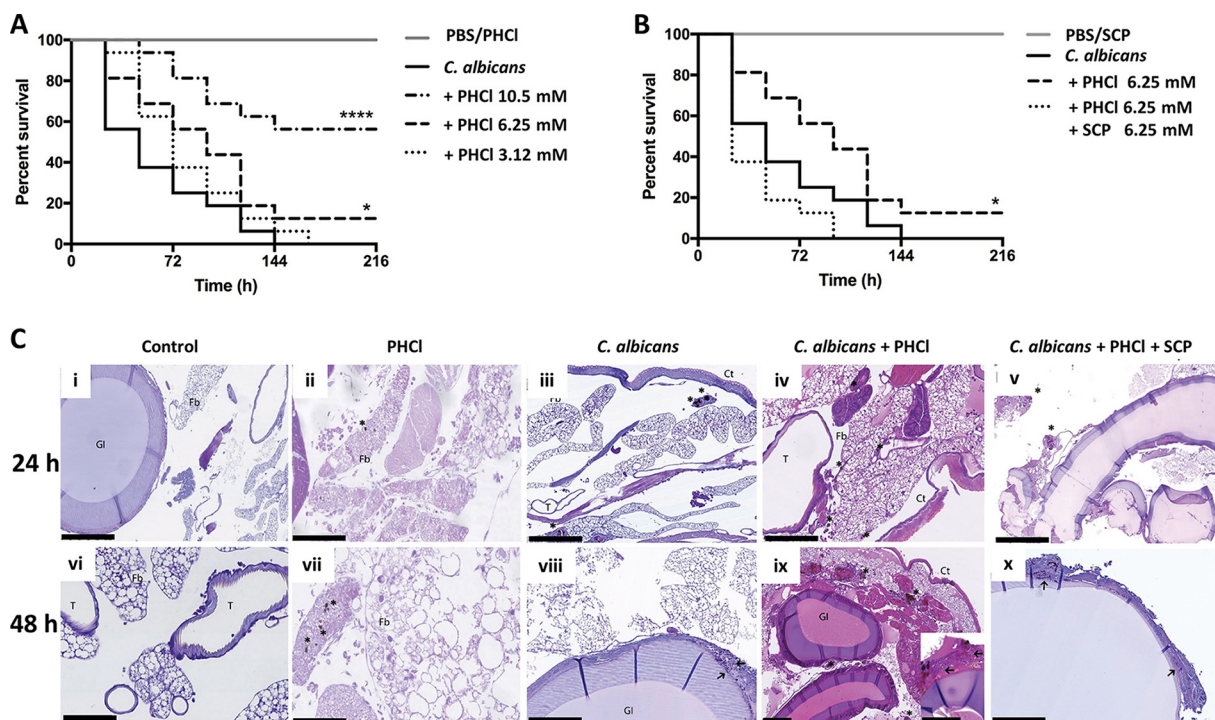 A
Percent survival
100
80
60
40
20
0
0 72 144 216
Time (h)
****
*
PBS/PHCl
C. albicans
+ PHCl 10.5 mM
+ PHCl 6.25 mM
+ PHCl 3.12 mM
B
Percent survival
100
80
60
40
20
0
0 72 144 216
Time (h)
*
PBS/SCP
C. albicans
+ PHCl 6.25 mM
+ PHCl 6.25 mM
+ SCP 6.25 mM
C
Control PHCl C. albicans C. albicans + PHCl C. albicans + PHCl + SCP
24 h
i
Fb
GI
ii
*
Fb
iii
Ct
*
*
Fb
T
*
iv
*
Fb
*
T
*
Ct
*
*
v
*
*
48 h
vi
Fb
T
T
vii
*
*
*
Fb
viii
GI
ix
Ct
*
*
GI
*
*
x